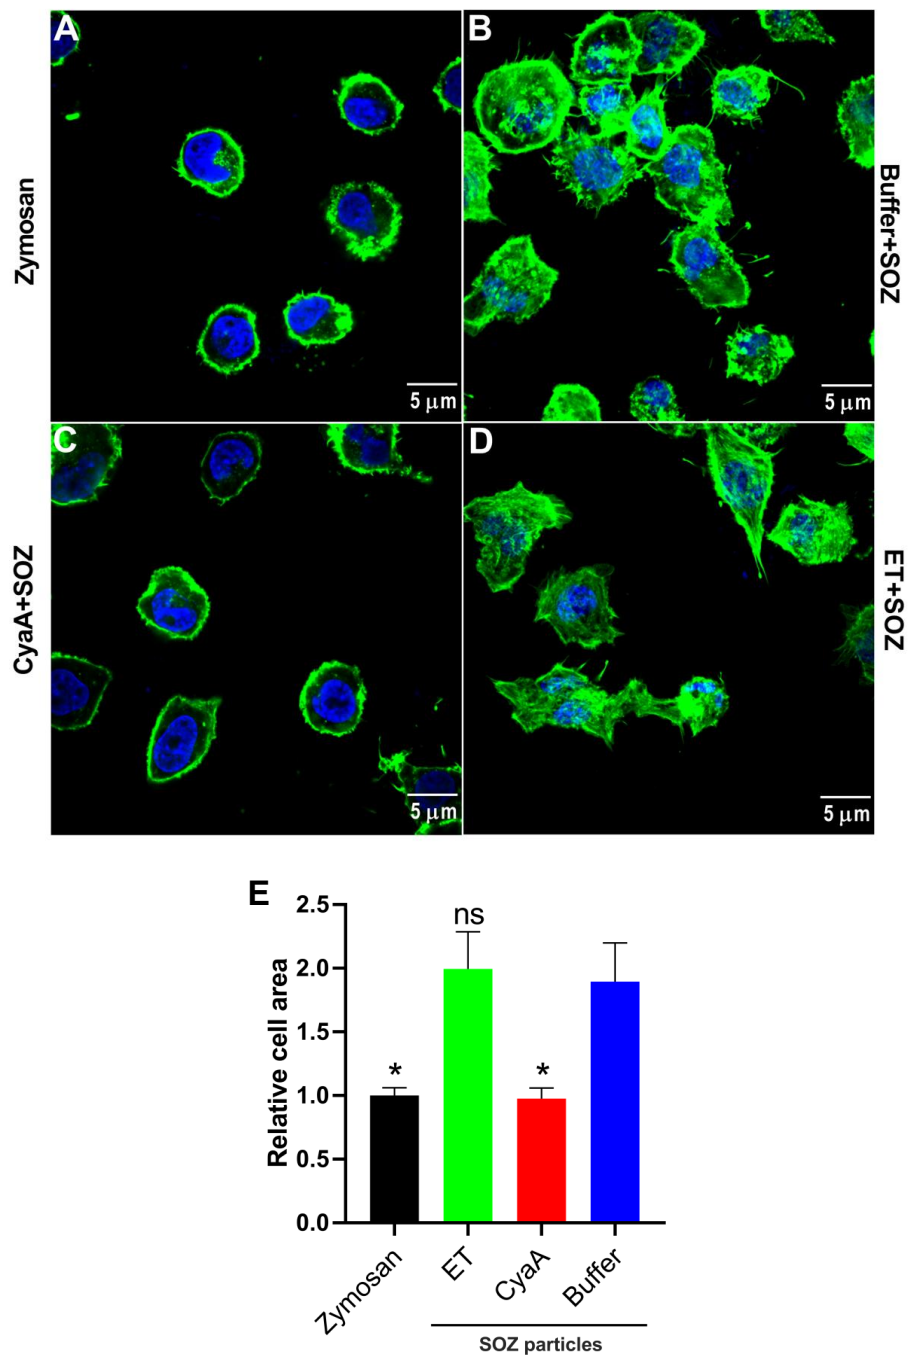 A
B
Zymosan
Buffer+SOZ
5 μm
5 μm
C
D
CyaA+SOZ
ET+SOZ
5 μm
5 μm
E
Relative cell area
2.5
2.0
1.5
1.0
0.5
0.0
*
ns
*
Zymosan
ET
CyaA
Buffer
SOZ particles